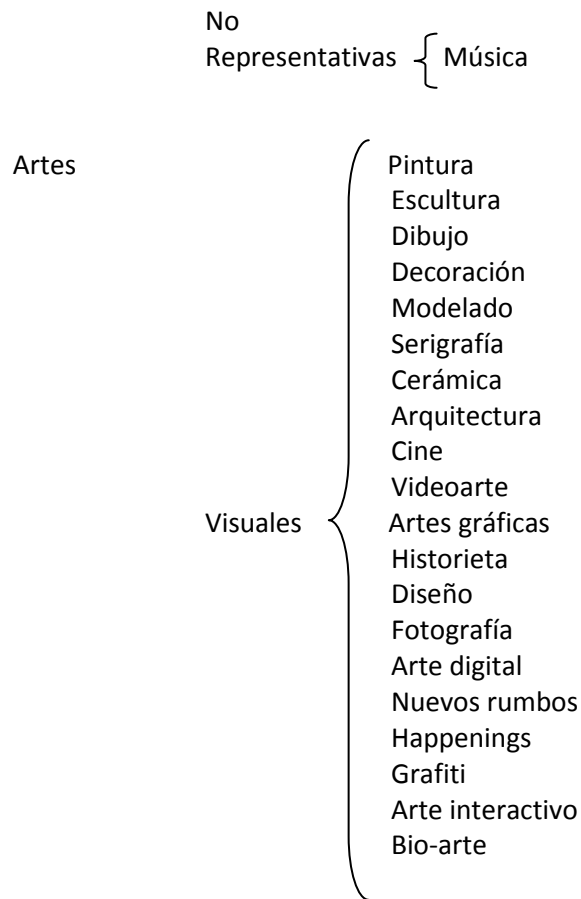 No
Representativas { Música
Artes
Pintura
Escultura
Dibujo
Decoración
Modelado
Serigrafía
Cerámica
Arquitectura
Cine
Videoarte
Visuales { Artes gráficas
Historieta
Diseño
Fotografía
Arte digital
Nuevos rumbos
Happenings
Grafiti
Arte interactivo
Bio-arte